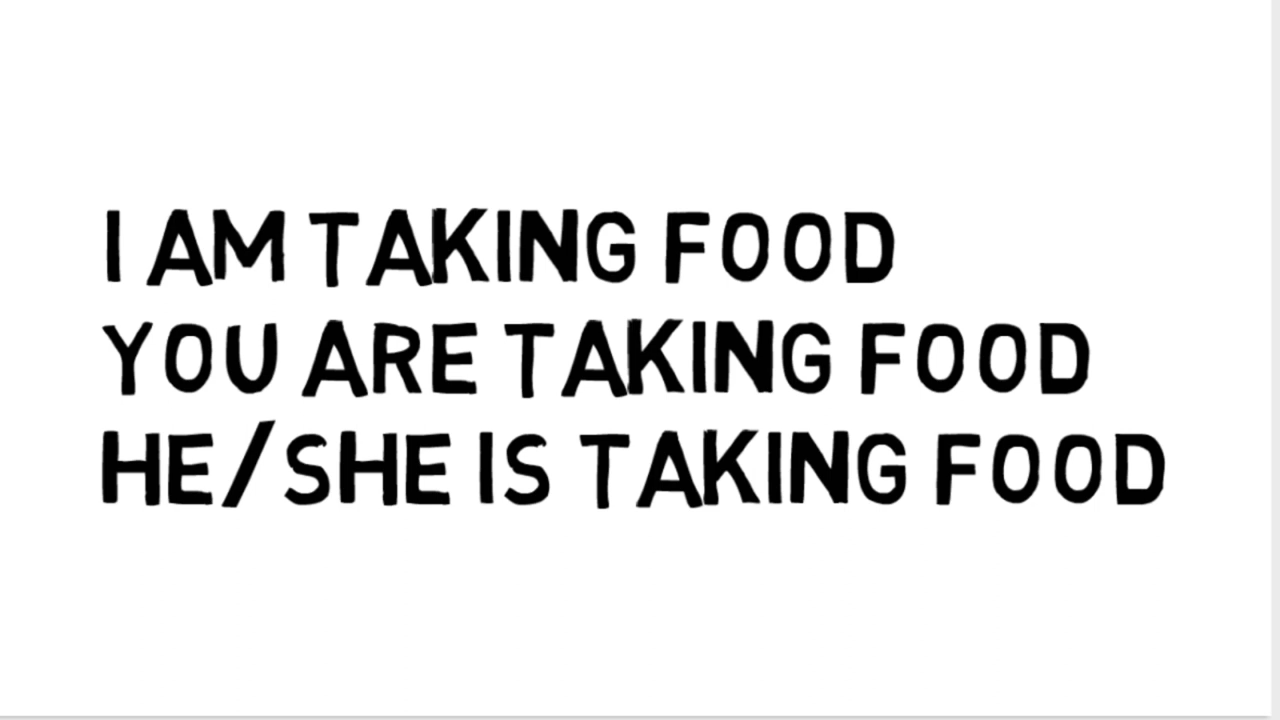 I AM TAKING FOOD
YOU ARE TAKING FOOD
HE/SHE IS TAKING FOOD